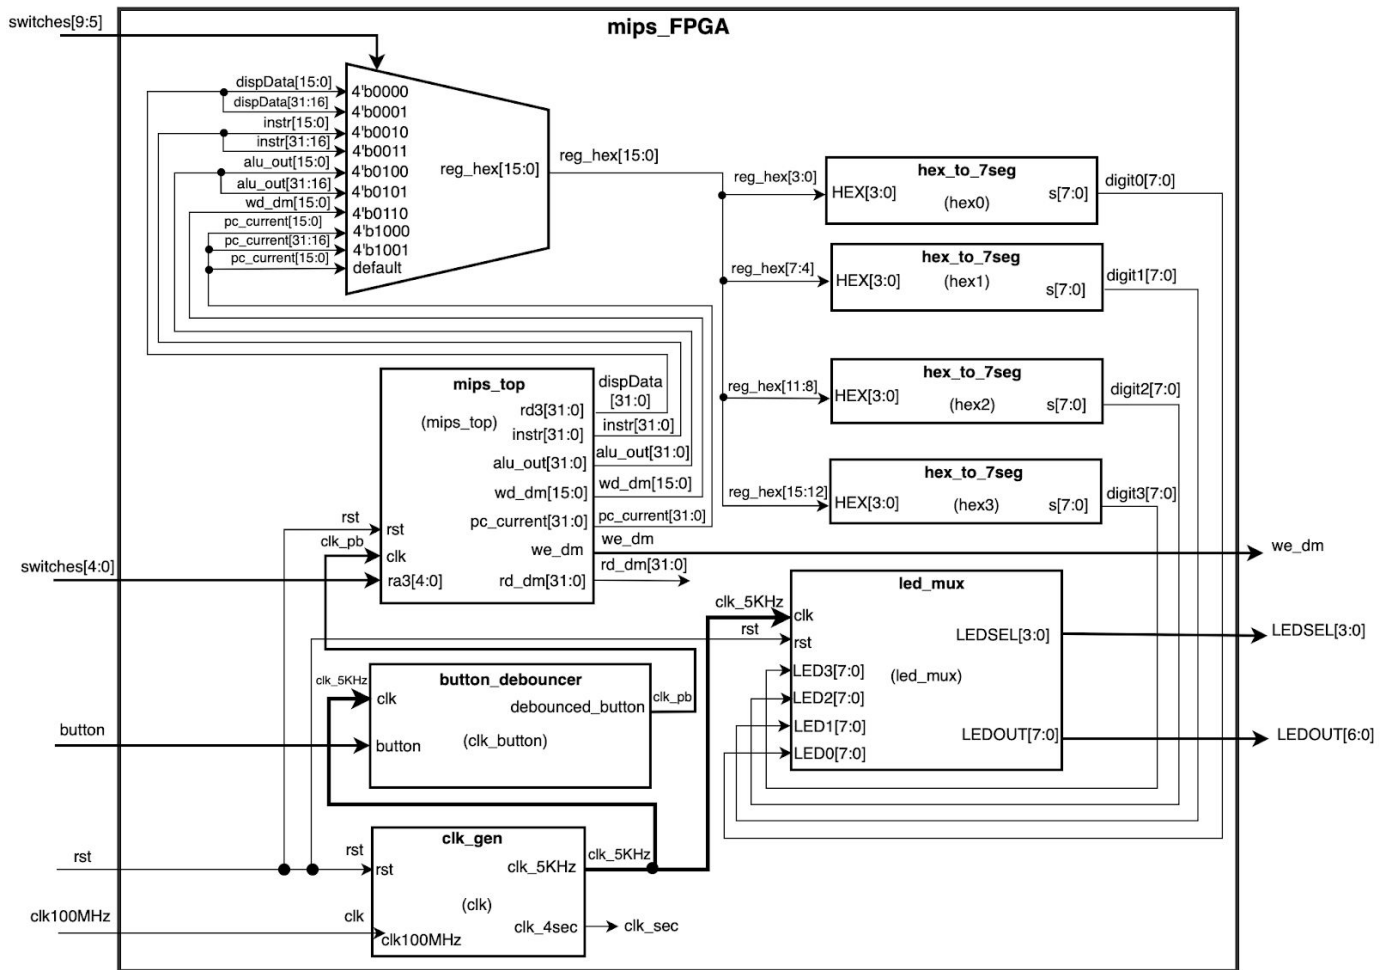 mips_FPGA
switches[9:5]
dispData[15:0]
4'b0000
dispData[31:16]
4'b0001
instr[15:0]
4'b0010
instr[31:16]
4'b0011
alu_out[15:0]
4'b0100
alu_out[31:16]
4'b0101
wd_dm[15:0]
4'b0110
pc_current[15:0]
4'b1000
pc_current[31:16]
4'b1001
pc_current[15:0]
default
reg_hex[15:0]
reg_hex[15:0]
reg_hex[3:0]
hex_to_7seg
HEX[3:0]
(hex0)
s[7:0]
digit0[7:0]
reg_hex[7:4]
hex_to_7seg
HEX[3:0]
(hex1)
s[7:0]
digit1[7:0]
reg_hex[11:8]
hex_to_7seg
HEX[3:0]
(hex2)
s[7:0]
digit2[7:0]
reg_hex[15:12]
hex_to_7seg
HEX[3:0]
(hex3)
s[7:0]
digit3[7:0]
mips_top
(mips_top)
rd3[31:0]
dispData
[31:0]
instr[31:0]
instr[31:0]
alu_out[31:0]
alu_out[31:0]
wd_dm[15:0]
wd_dm[15:0]
pc_current[31:0]
pc_current[31:0]
we_dm
we_dm
we_dm
rd_dm[31:0]
rd_dm[31:0]
rst
rst
clk_pb
clk
switches[4:0]
ra3[4:0]
led_mux
clk_5KHz
clk
rst
rst
LED3[7:0]
LED2[7:0]
LED1[7:0]
LED0[7:0]
(led_mux)
LEDSEL[3:0]
LEDSEL[3:0]
LEDOUT[7:0]
LEDOUT[6:0]
button_debouncer
clk_5KHz
clk
debounced_button
clk_pb
(clk_button)
button
button
clk_gen
rst
rst
rst
clk_5KHz
clk_5KHz
(clk)
clk100MHz
clk
clk100MHz
clk_4sec
clk_sec